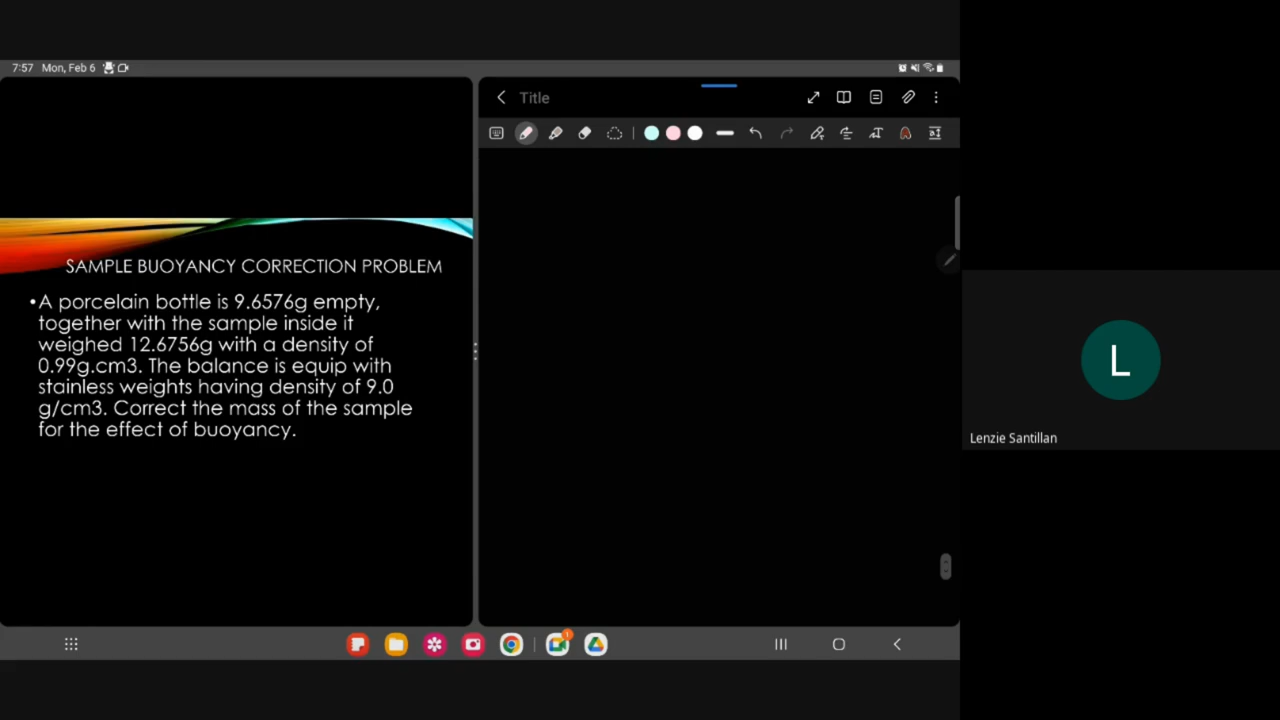 7:57 Mon, Feb 6
Title
SAMPLE BUOYANCY CORRECTION PROBLEM
•A porcelain bottle is 9.6576g empty,
together with the sample inside it
weighed 12.6756g with a density of
0.99g.cm3. The balance is equip with
stainless weights having density of 9.0
g/cm3. Correct the mass of the sample
for the effect of buoyancy.
L
Lenzie Santillan